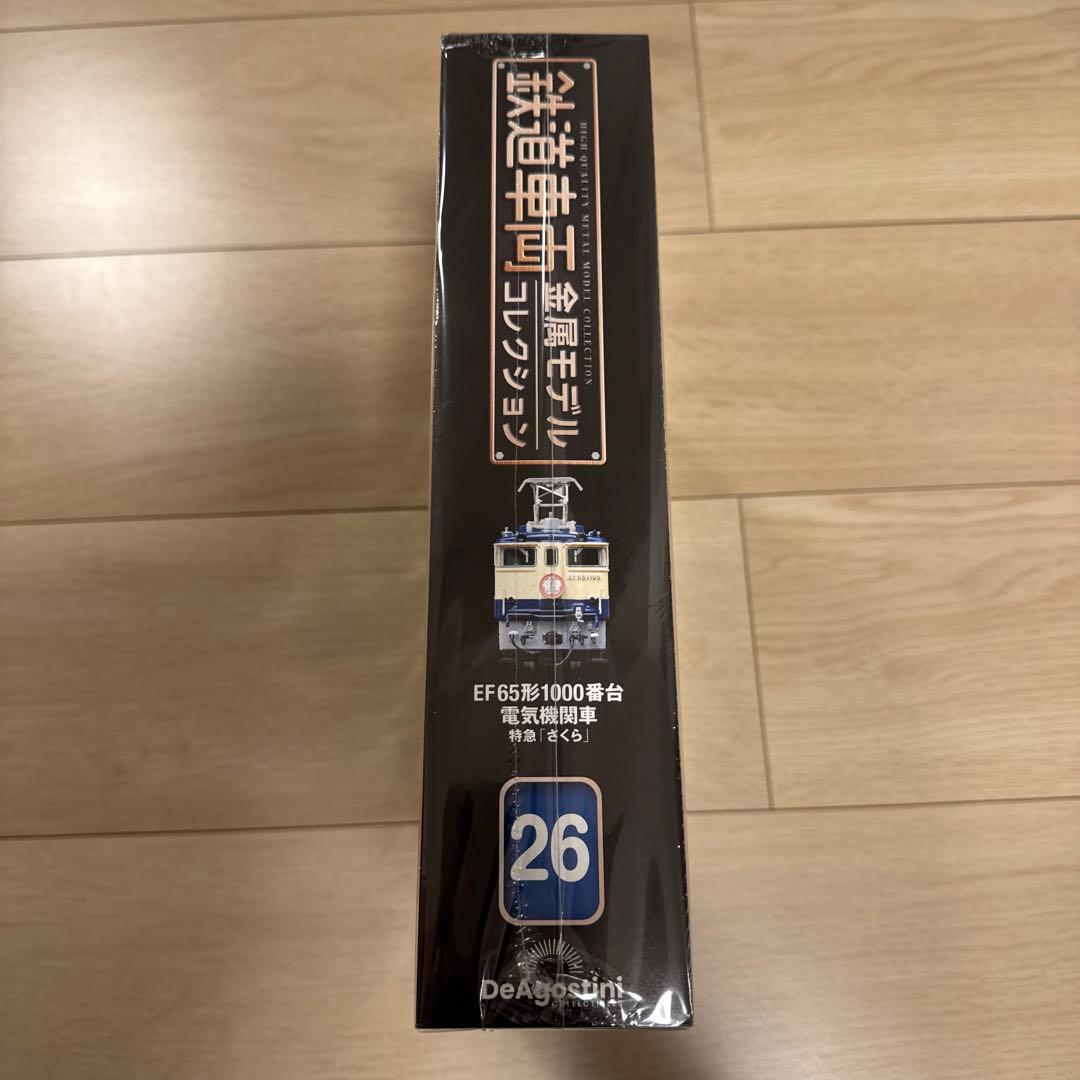 鉄道車両
金属モデル
コレクション
HIGH QUALITY METAL MODEL COLLECTION
EF651105
EF65形1000番台
電気機関車
特急「さくら」
26
DeAgostini
COLLECTIBLES